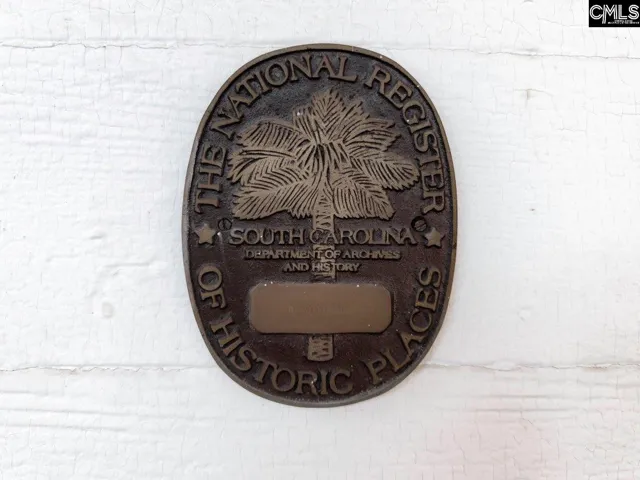 THE NATIONAL REGISTER
SOUTH CAROLINA
DEPARTMENT OF ARCHIVES
AND HISTORY
OF HISTORIC PLACES
CMLS